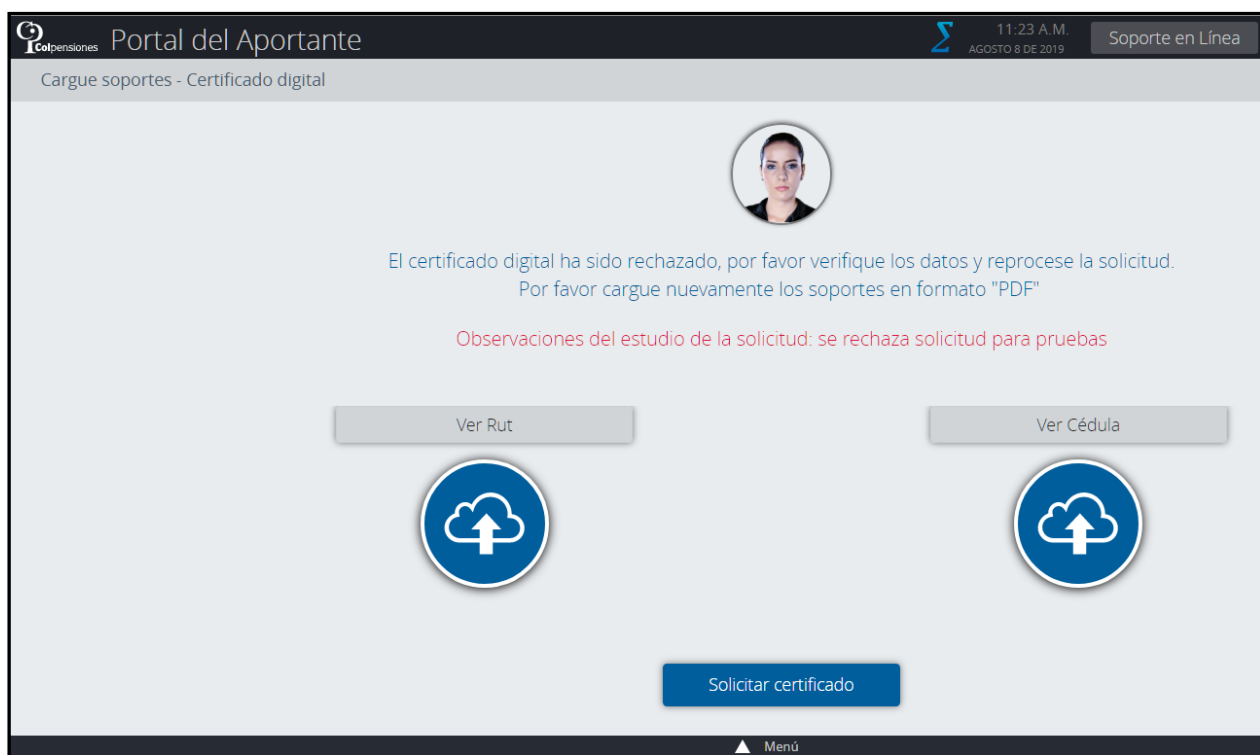 Colpensiones Portal del Aportante
11:23 A.M.
AGOSTO 8 DE 2019
Soporte en Línea
Cargue soportes - Certificado digital
El certificado digital ha sido rechazado, por favor verifique los datos y reprocese la solicitud.
Por favor cargue nuevamente los soportes en formato "PDF"
Observaciones del estudio de la solicitud: se rechaza solicitud para pruebas
Ver Rut
Ver Cédula
Solicitar certificado
Menú